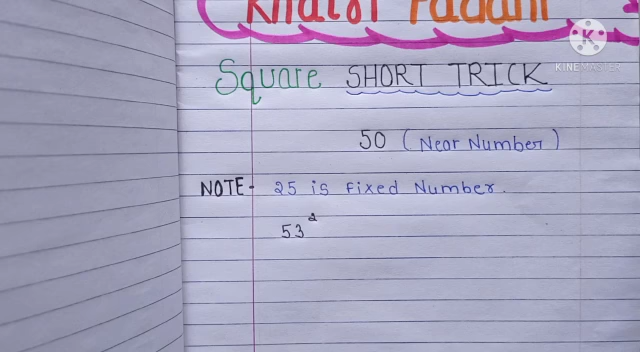 Square SHORT TRICK
KINEMASTER
50 (Near Number)
NOTE- 25 is fixed Number.
53²